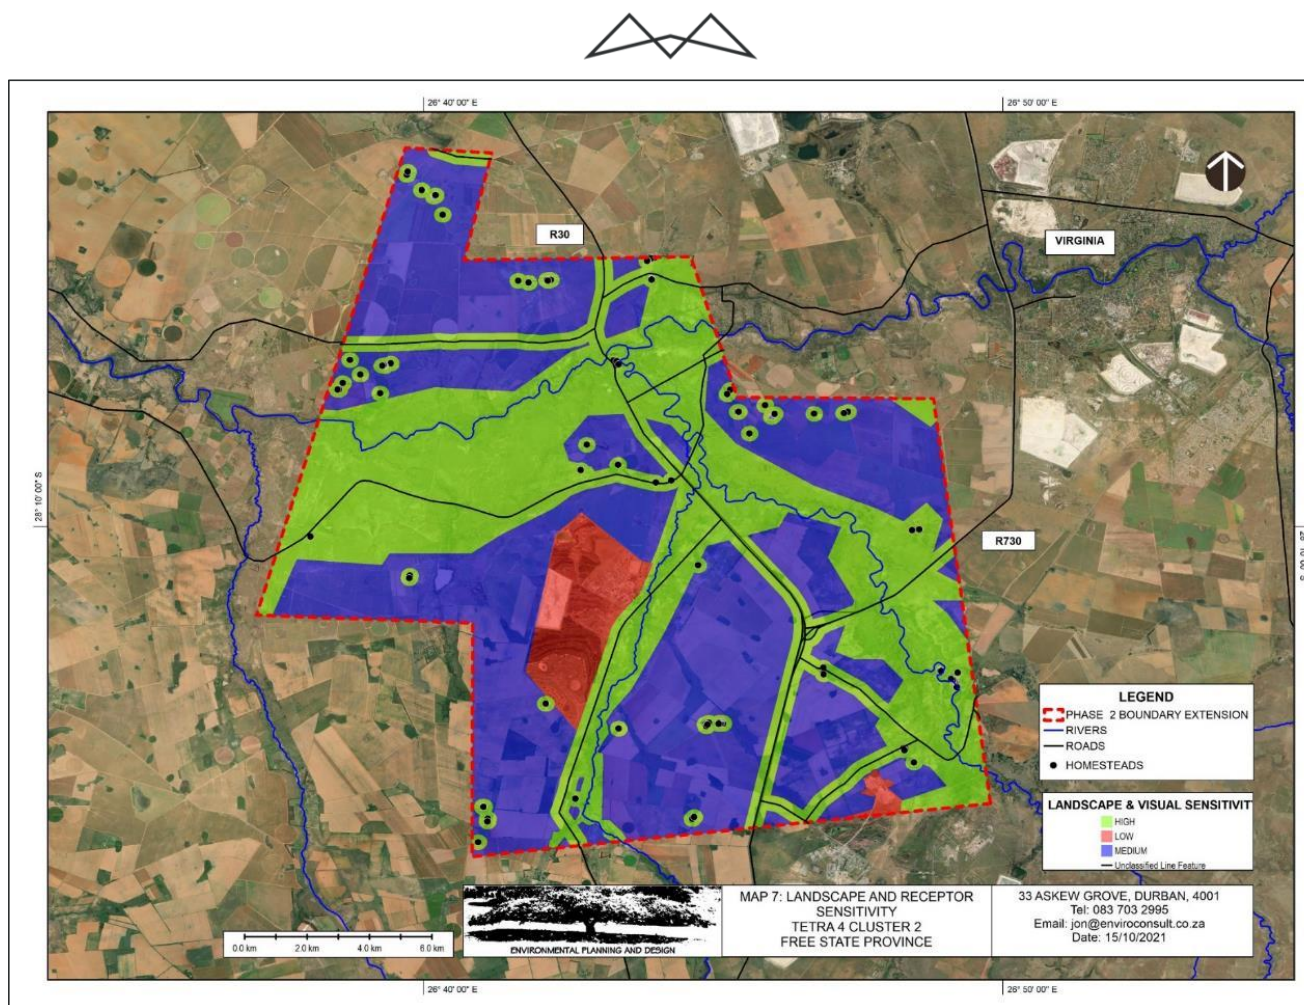 26° 40' 00" E
26° 50' 00" E
R30
VIRGINIA
28° 10' 00" S
R730
LEGEND
PHASE 2 BOUNDARY EXTENSION
RIVERS
ROADS
HOMESTEADS
LANDSCAPE & VISUAL SENSITIVIT
HIGH
LOW
MEDIUM
Unclassified Line Feature
0.0 km
2.0 km
4.0 km
6.0 km
ENVIRONMENTAL PLANNING AND DESIGN
MAP 7: LANDSCAPE AND RECEPTOR
SENSITIVITY
TETRA 4 CLUSTER 2
FREE STATE PROVINCE
33 ASKEW GROVE, DURBAN, 4001
Tel: 083 703 2995
Email: jon@enviroconsult.co.za
Date: 15/10/2021
26° 40' 00" E
26° 50' 00" E